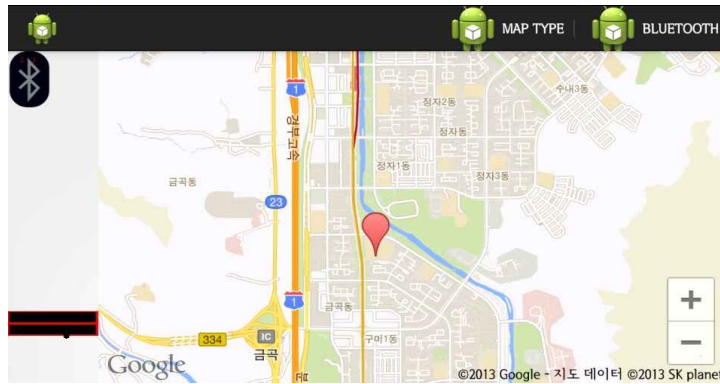 MAP TYPE
BLUETOOTH
1
수내3동
정자2동
경부고속
정자동
정자1동
정자3동
금곡동
23
1
금곡동
334
IC
구미1동
금곡
분
+
−
Google
©2013 Google - 지도 데이터 ©2013 SK planet